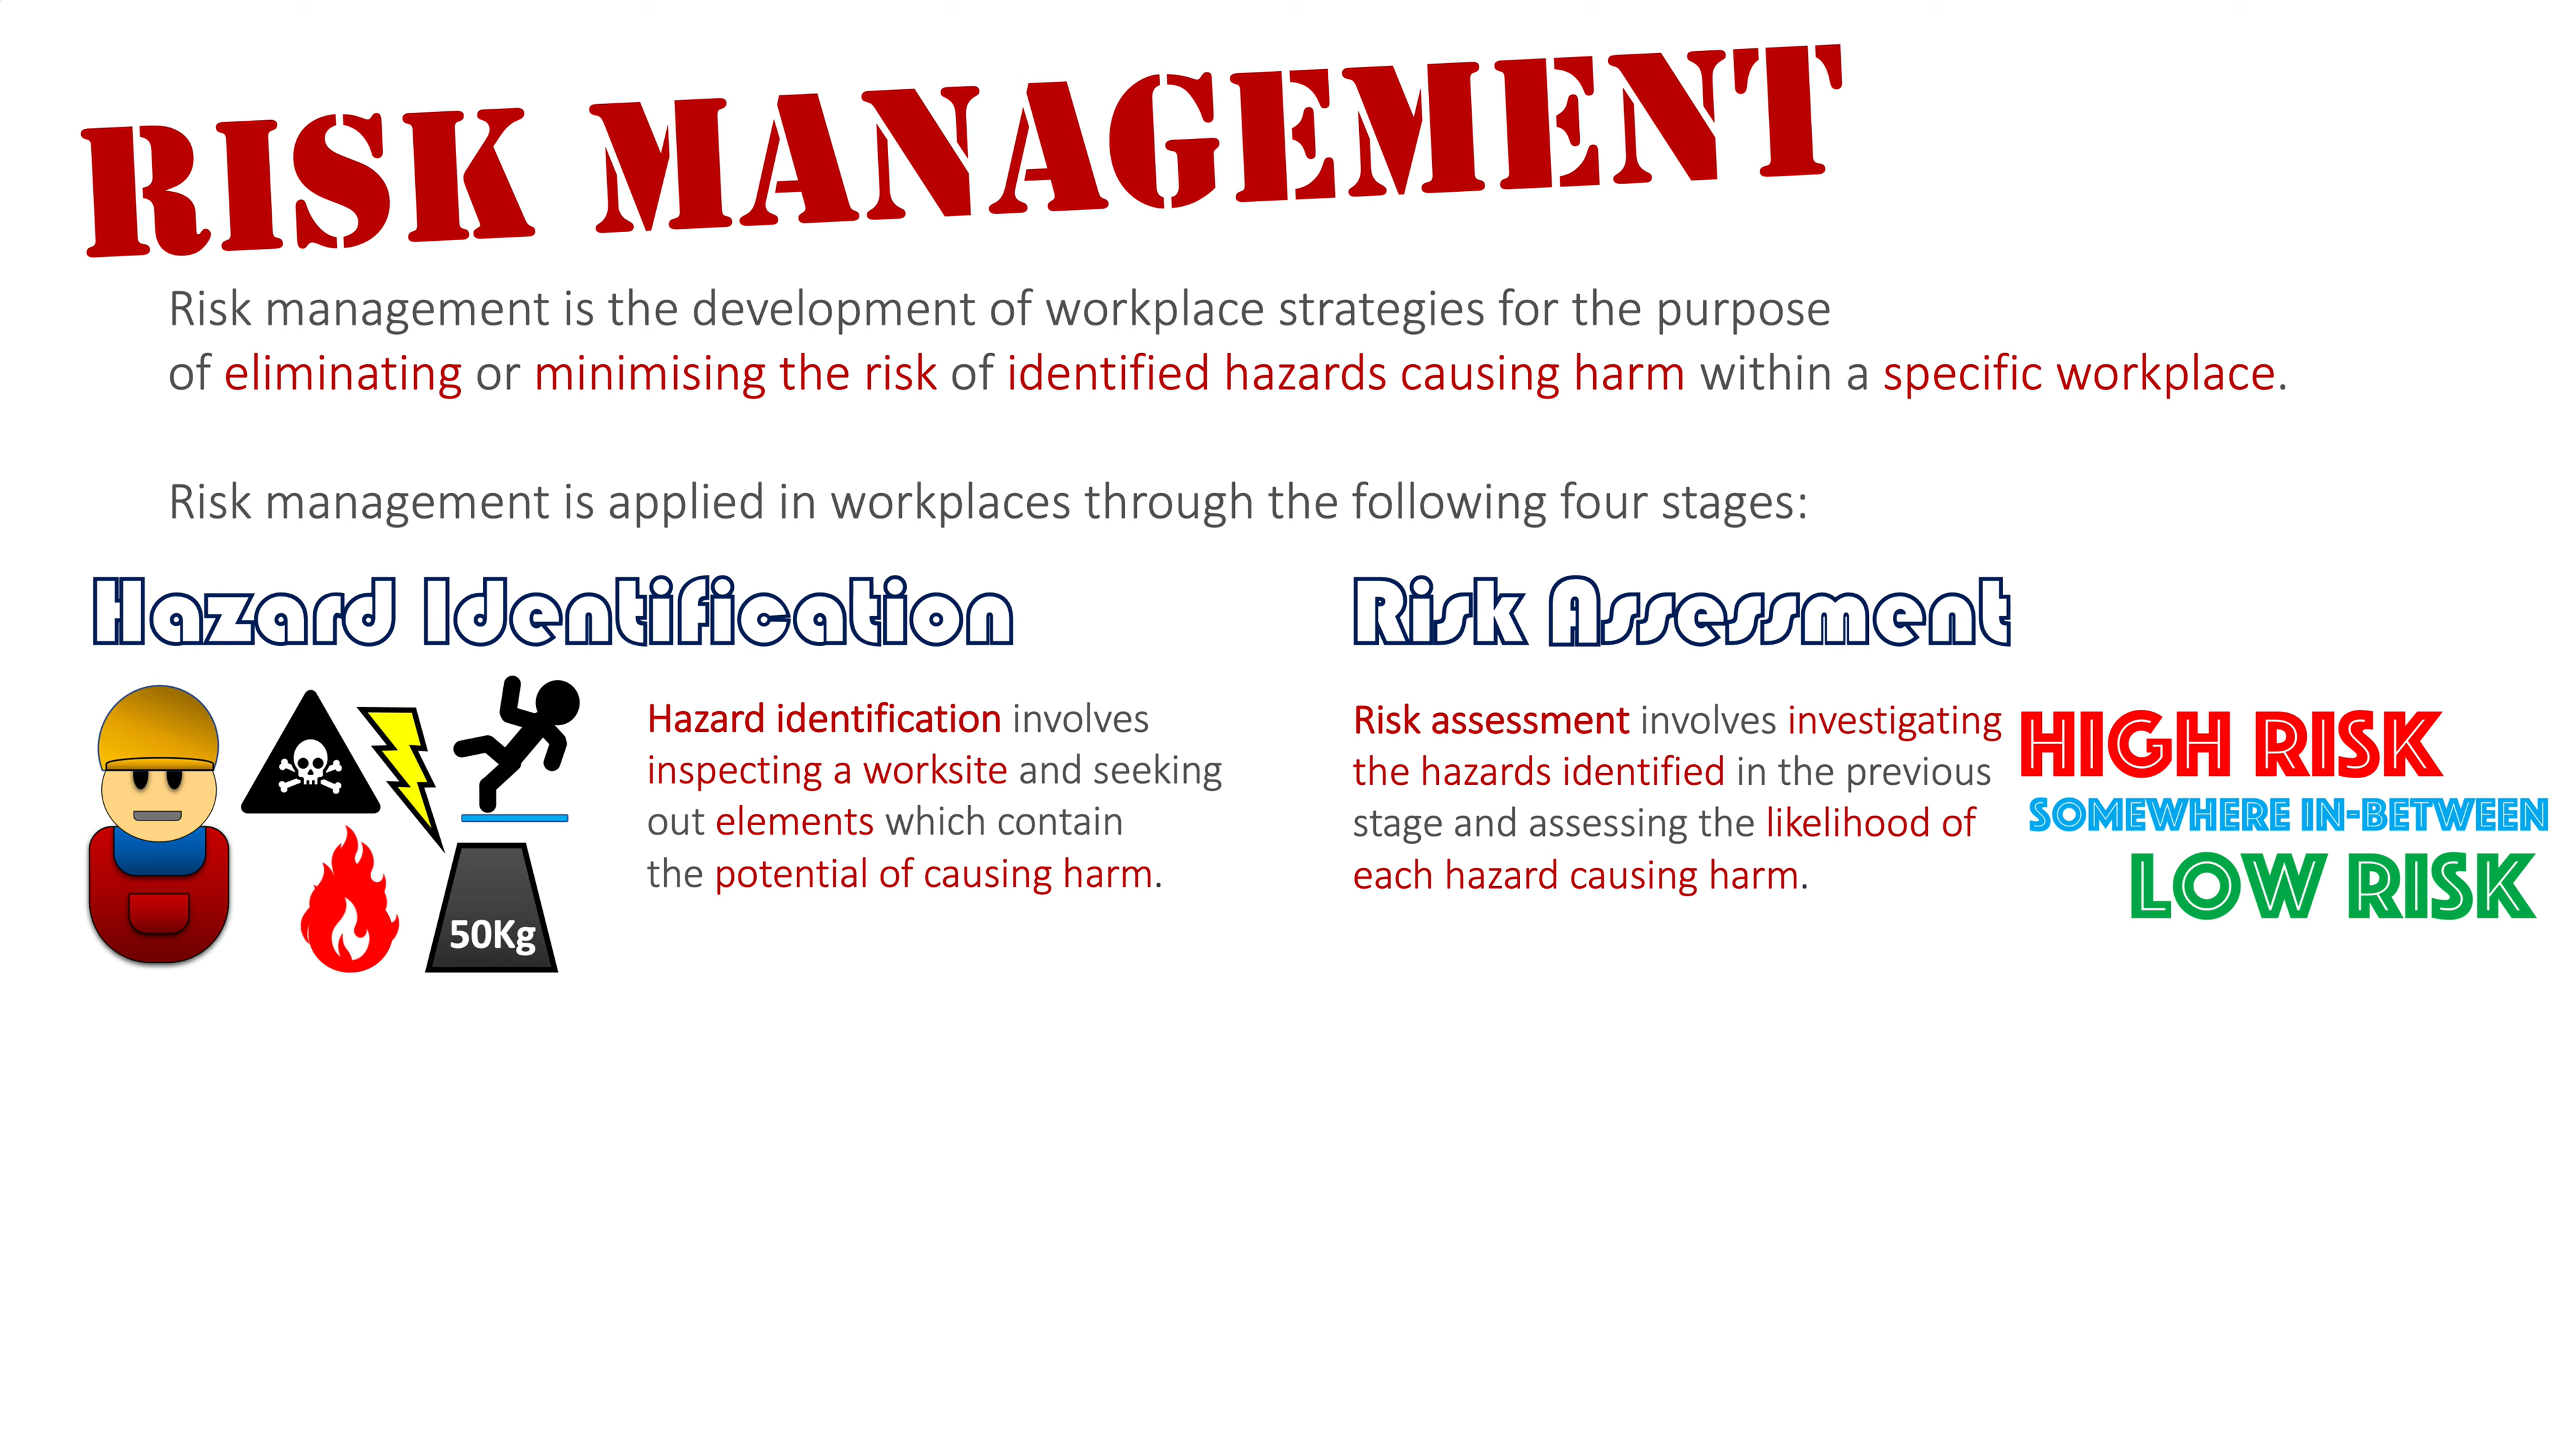 RISK MANAGEMENT
Risk management is the development of workplace strategies for the purpose
of eliminating or minimising the risk of identified hazards causing harm within a specific workplace.
Risk management is applied in workplaces through the following four stages:
Hazard Identification
Hazard identification involves
inspecting a worksite and seeking
out elements which contain
the potential of causing harm.
50Kg
Risk Assessment
Risk assessment involves investigating
the hazards identified in the previous
stage and assessing the likelihood of
each hazard causing harm.
HIGH RISK
SOMEWHERE IN-BETWEEN
LOW RISK